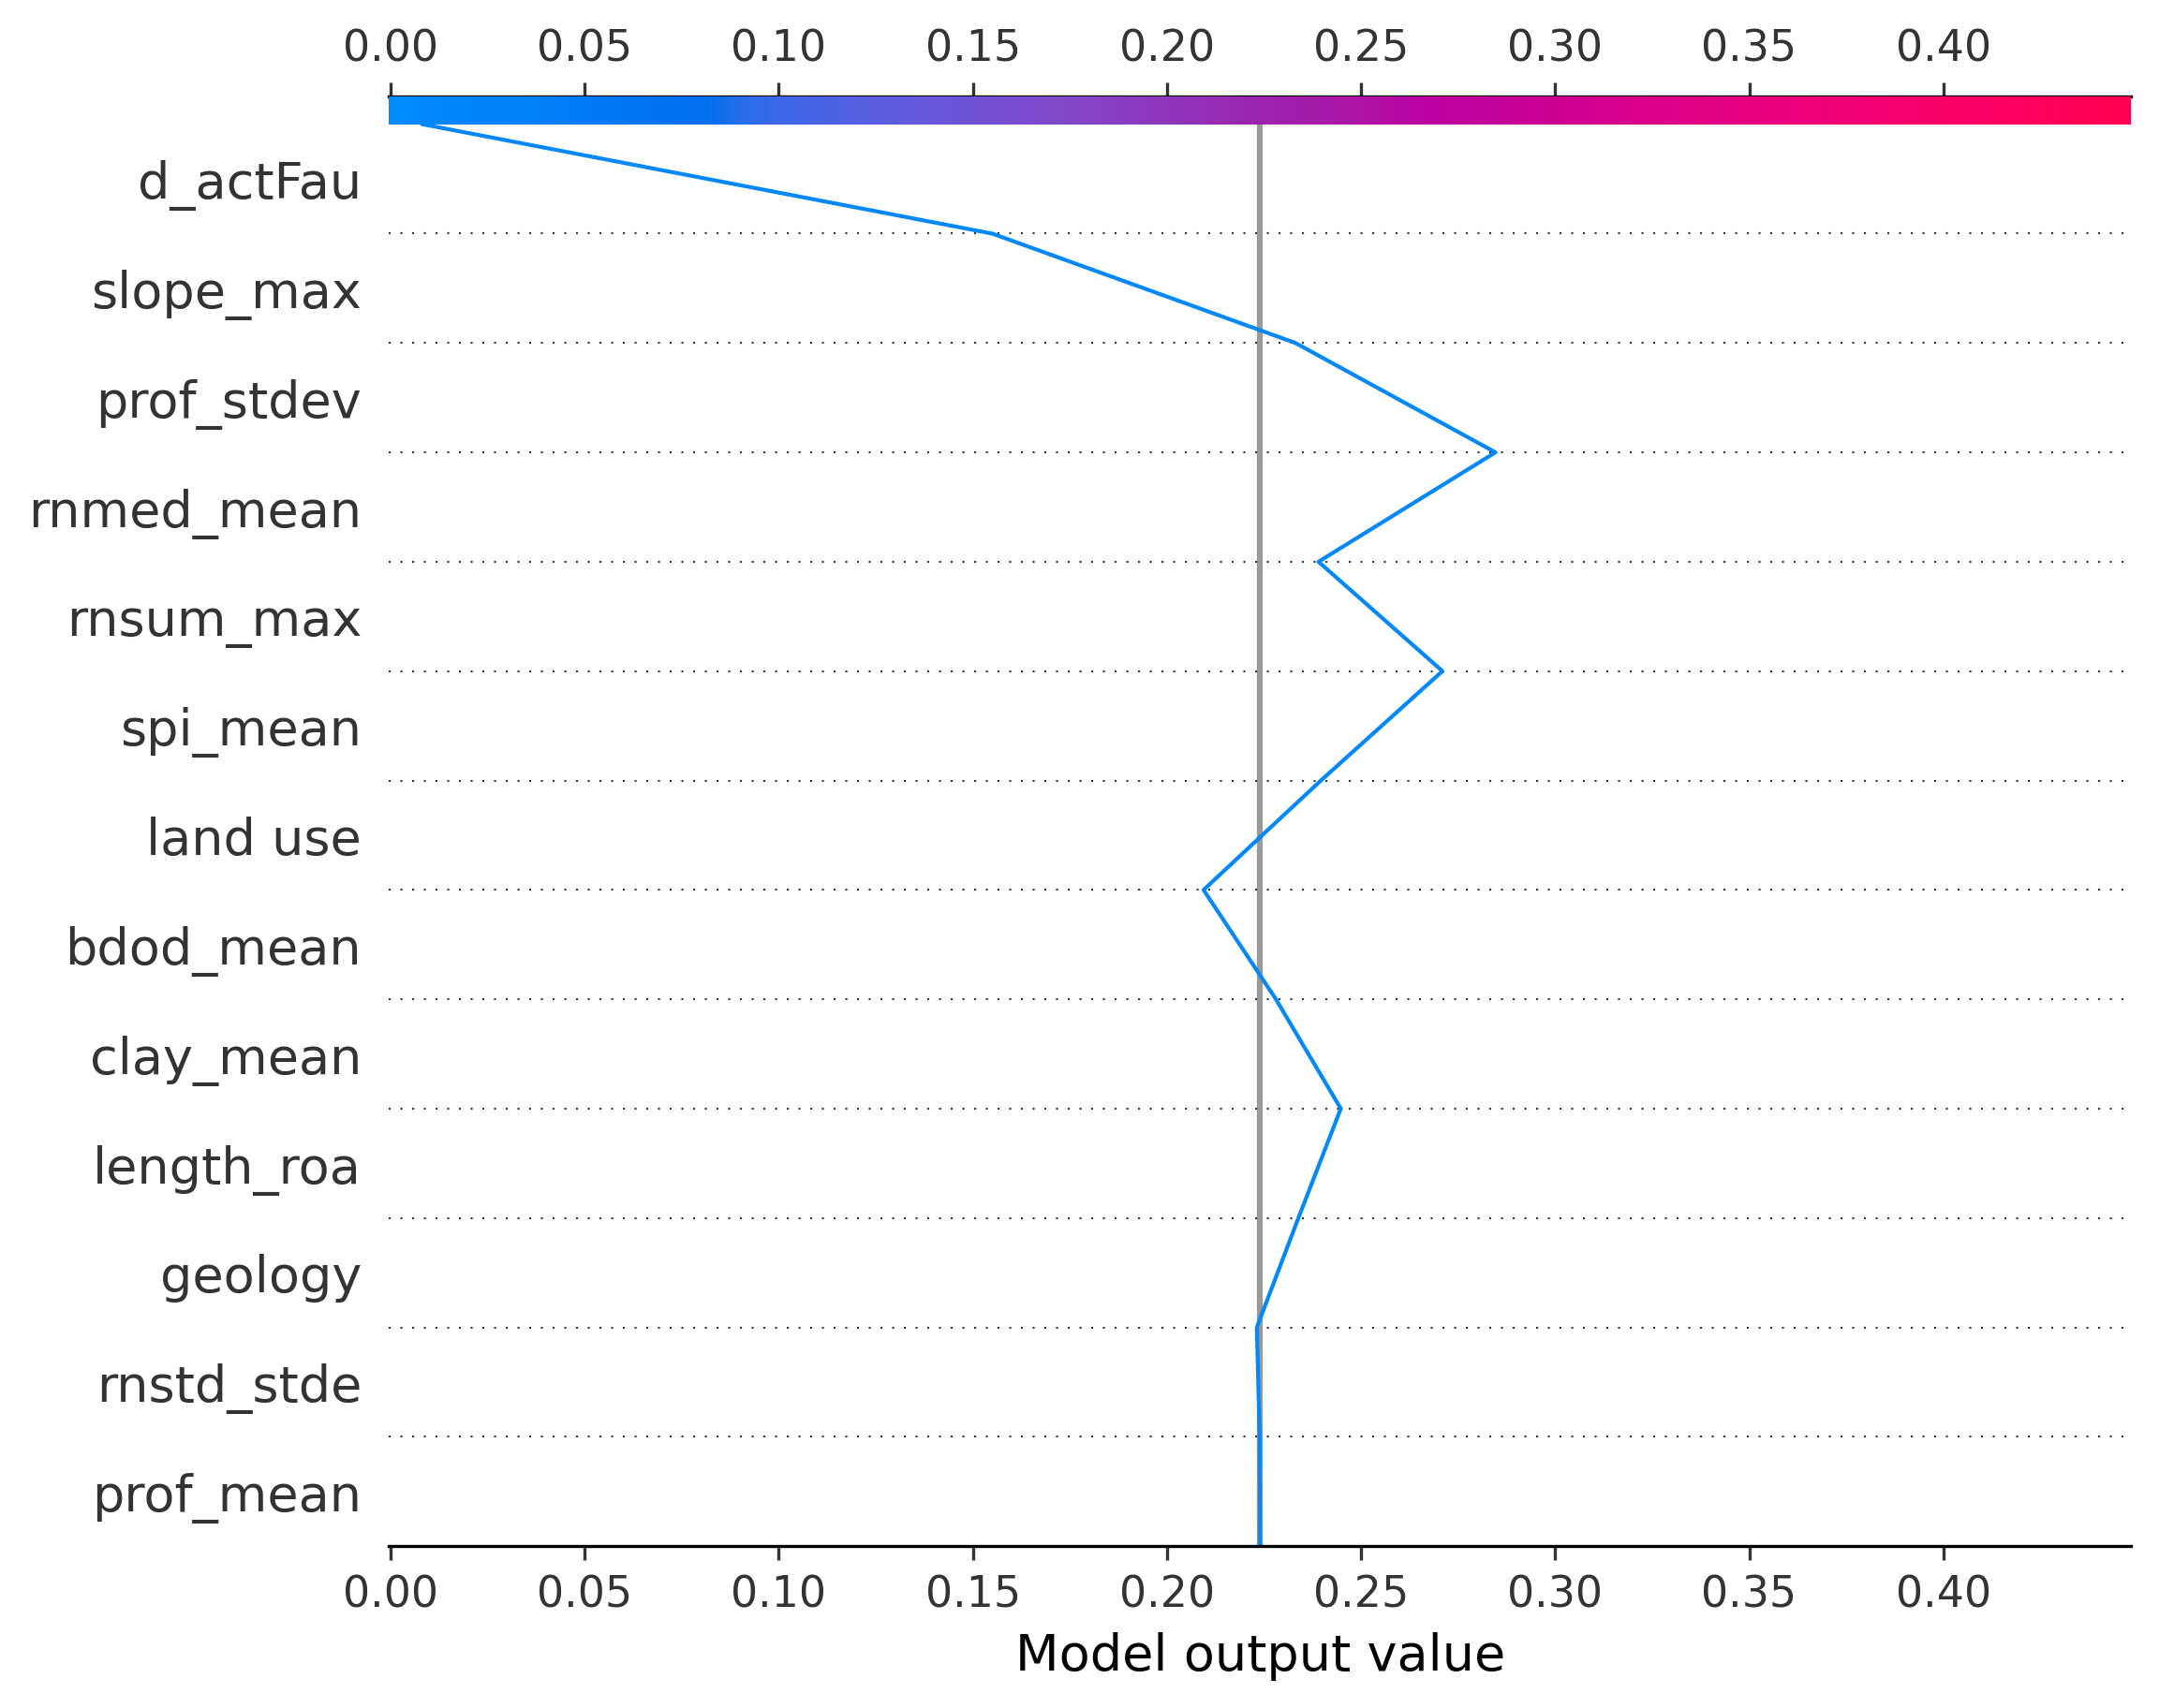 0.00 0.05 0.10 0.15 0.20 0.25 0.30 0.35 0.40
d_actFau
slope_max
prof_stdev
rnmed_mean
rnsum_max
spi_mean
land use
bdod_mean
clay_mean
length_roa
geology
rnstd_stde
prof_mean
0.00 0.05 0.10 0.15 0.20 0.25 0.30 0.35 0.40
Model output value